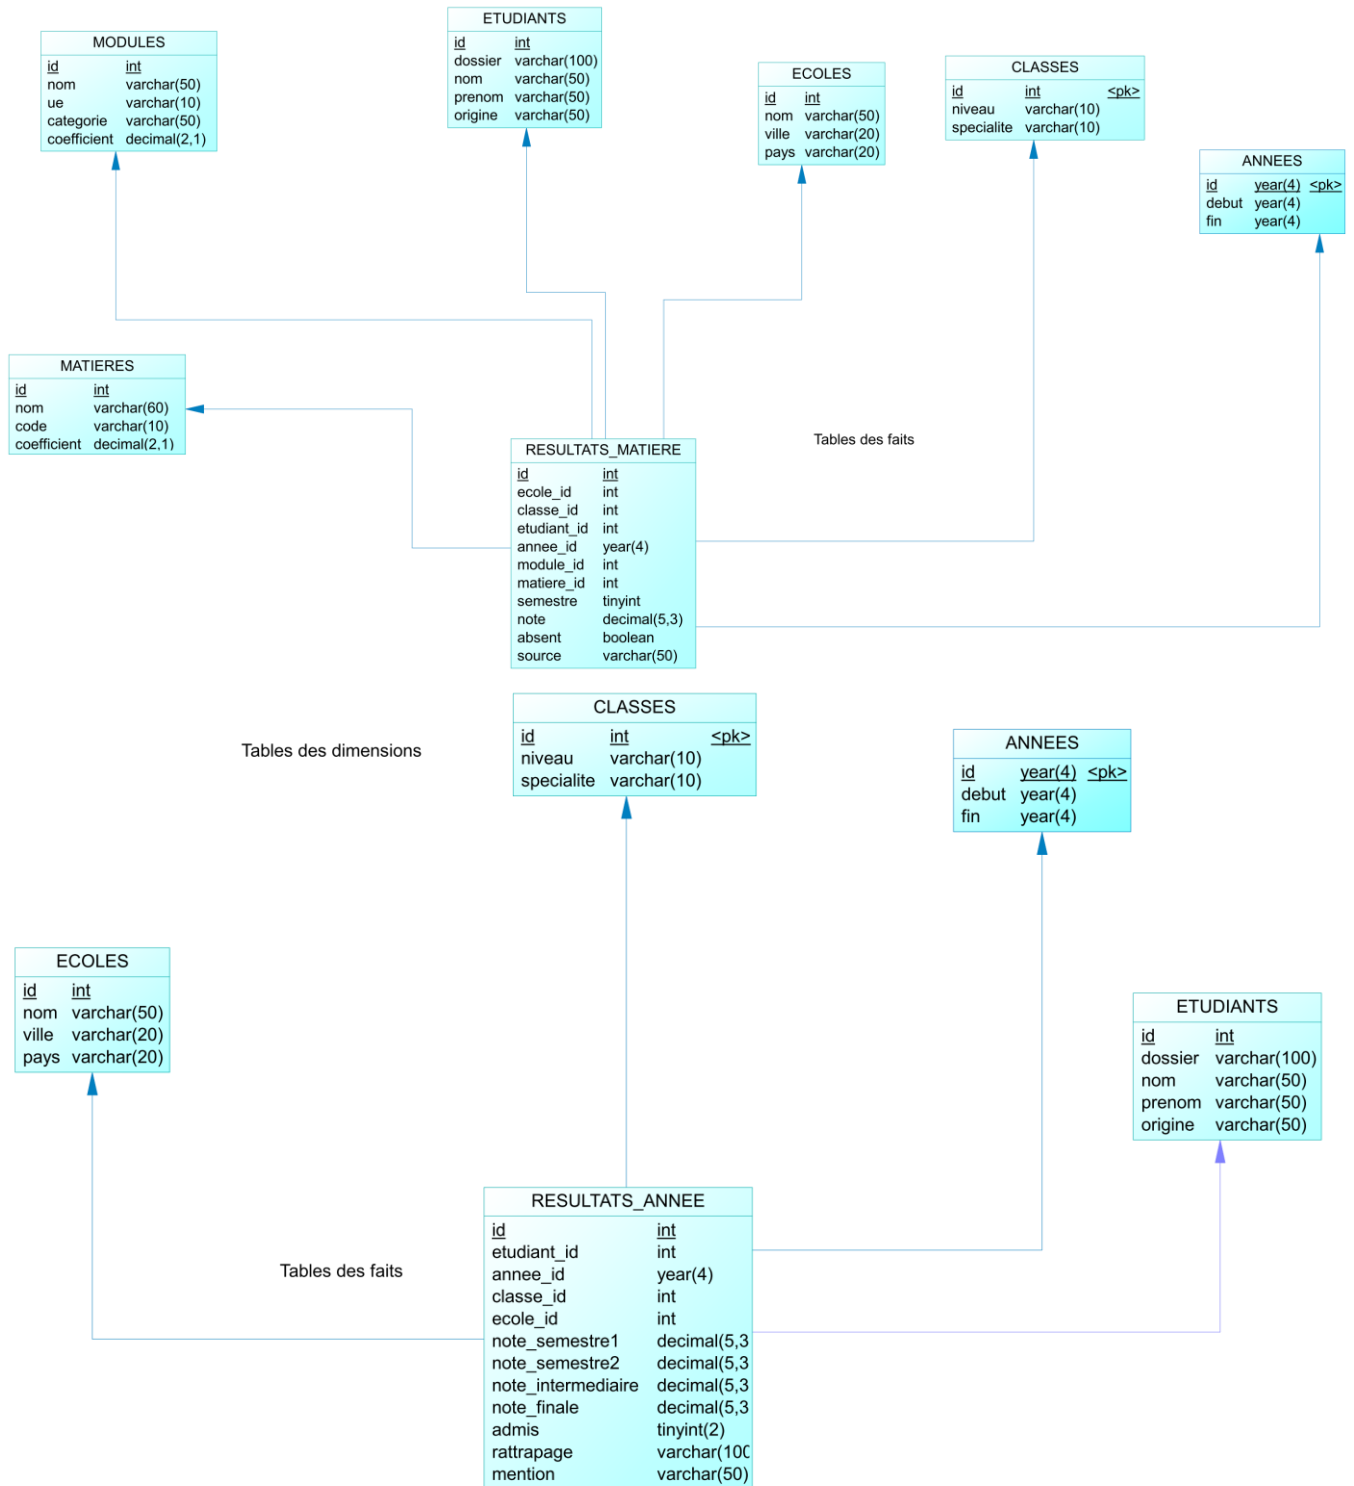 MODULES
id int
nom varchar(50)
ue varchar(10)
categorie varchar(50)
coefficient decimal(2,1)
ETUDIANTS
id int
dossier varchar(100)
nom varchar(50)
prenom varchar(50)
origine varchar(50)
ECOLES
id int
nom varchar(50)
ville varchar(20)
pays varchar(20)
CLASSES
id int <pk>
niveau varchar(10)
specialite varchar(10)
ANNEES
id year(4) <pk>
debut year(4)
fin year(4)
MATIERES
id int
nom varchar(60)
code varchar(10)
coefficient decimal(2,1)
RESULTATS_MATIERE
id int
ecole_id int
classe_id int
etudiant_id int
annee_id year(4)
module_id int
matiere_id int
semestre tinyint
note decimal(5,3)
absent boolean
source varchar(50)
Tables des faits
Tables des dimensions
CLASSES
id int <pk>
niveau varchar(10)
specialite varchar(10)
ANNEES
id year(4) <pk>
debut year(4)
fin year(4)
ECOLES
id int
nom varchar(50)
ville varchar(20)
pays varchar(20)
ETUDIANTS
id int
dossier varchar(100)
nom varchar(50)
prenom varchar(50)
origine varchar(50)
Tables des faits
RESULTATS_ANNEE
id int
etudiant_id int
annee_id year(4)
classe_id int
ecole_id int
note_semestre1 decimal(5,3
note_semestre2 decimal(5,3
note_intermediaire decimal(5,3
note_finale decimal(5,3
admis tinyint(2)
rattrapage varchar(100
mention varchar(50)